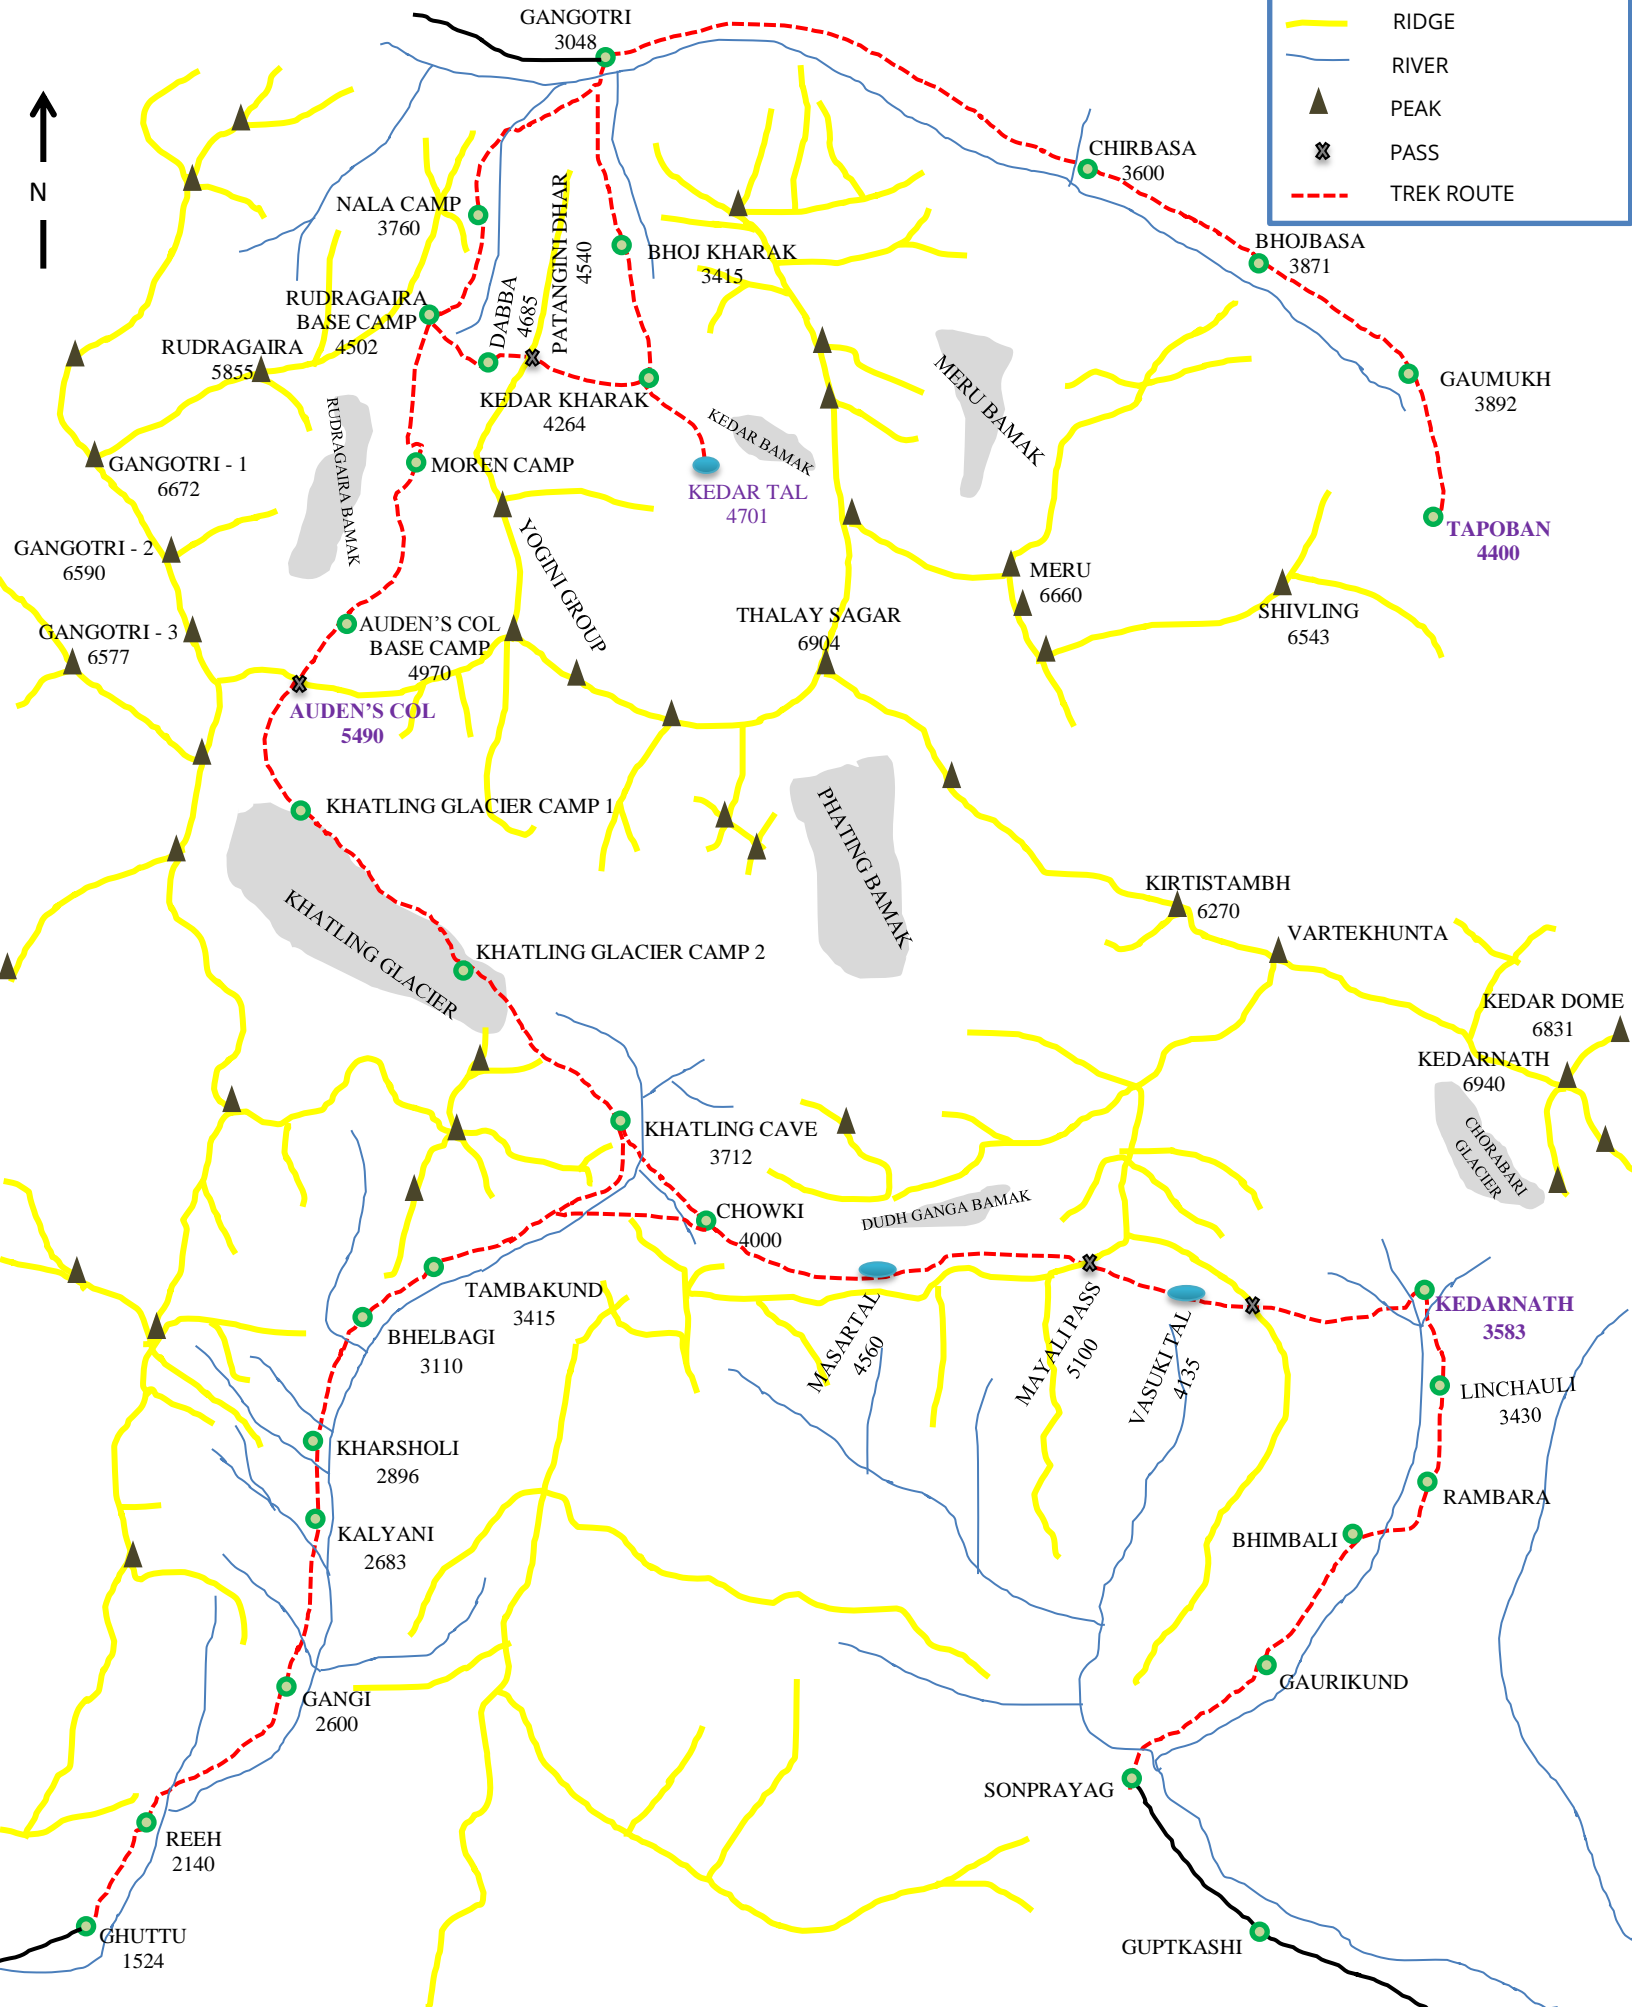 GANGOTRI
3048
RIDGE
RIVER
PEAK
PASS
TREK ROUTE
N
CHIRBASA
3600
NALA CAMP
3760
PATANGINI DHAR
4540
BHOJ KHARAK
3415
BHOJBASA
3871
RUDRAGAIRA
BASE CAMP
4502
DABBA
4685
RUDRAGAIRA
5855
MERU BAMAK
GAUMUKH
3892
KEDAR KHARAK
4264
KEDAR BAMAK
RUDRAGAIRA BAMAK
GANGOTRI - 1
6672
MOREN CAMP
KEDAR TAL
4701
TAPOBAN
4400
GANGOTRI - 2
6590
YOGINI GROUP
MERU
6660
SHIVLING
6543
THALAY SAGAR
6904
GANGOTRI - 3
6577
AUDEN'S COL
BASE CAMP
4970
AUDEN'S COL
5490
KHATLING GLACIER CAMP 1
PHATING BAMAK
KHATLING GLACIER
KIRTISTAMBH
6270
VARTEKHUNTA
KHATLING GLACIER CAMP 2
KEDAR DOME
6831
KEDARNATH
6940
CHORABARI
GLACIER
KHATLING CAVE
3712
CHOWKI
4000
DUDH GANGA BAMAK
TAMBAKUND
3415
MASARTAL
4560
MAYALI PASS
5100
VASUKI TAL
4135
KEDARNATH
3583
BHELBAGI
3110
LINCHAULI
3430
KHARSHOLI
2896
RAMBARA
KALYANI
2683
BHIMBALI
GANGI
2600
GAURIKUND
SONPRAYAG
REEH
2140
GHUTTU
1524
GUPTKASHI